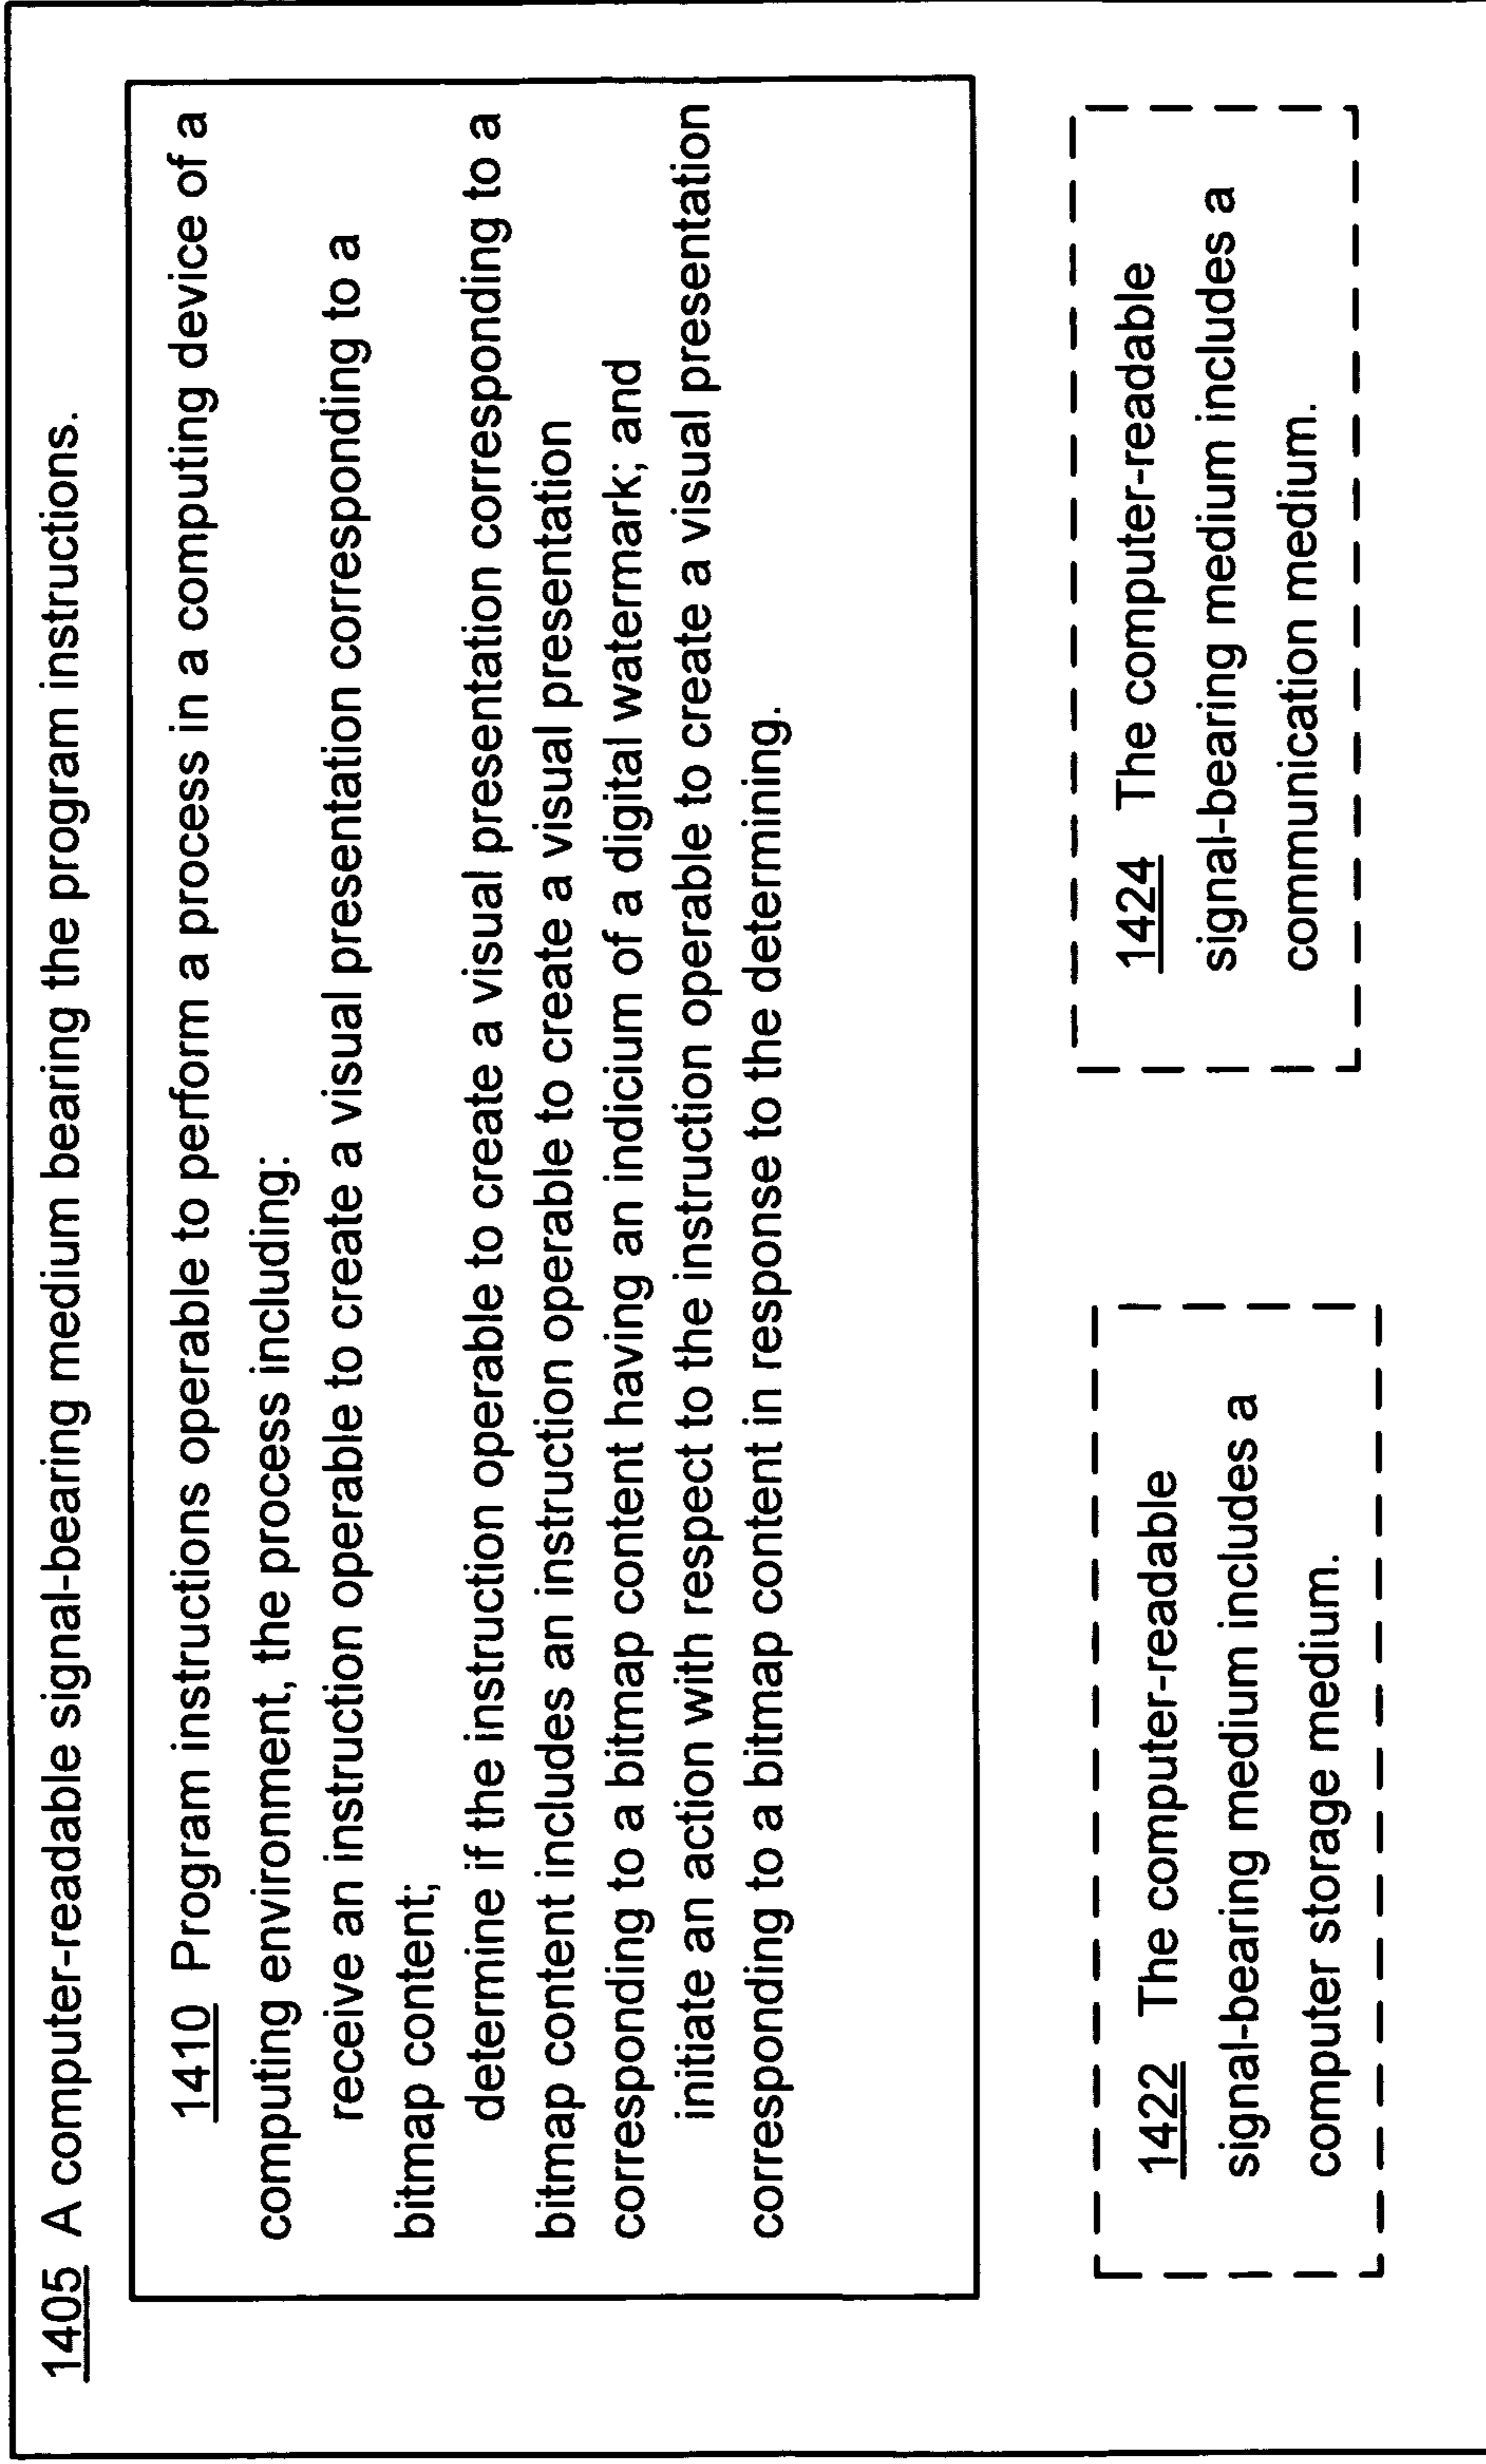 1405 A computer-readable signal-bearing medium bearing the program instructions.
1410 Program instructions operable to perform a process in a computing device of a
computing environment, the process including:
receive an instruction operable to create a visual presentation corresponding to a
bitmap content;
determine if the instruction operable to create a visual presentation corresponding to a
bitmap content includes an instruction operable to create a visual presentation
corresponding to a bitmap content having an indicium of a digital watermark; and
initiate an action with respect to the instruction operable to create a visual presentation
corresponding to a bitmap content in response to the determining.
1422 The computer-readable
signal-bearing medium includes a
computer storage medium.
1424 The computer-readable
signal-bearing medium includes a
communication medium.